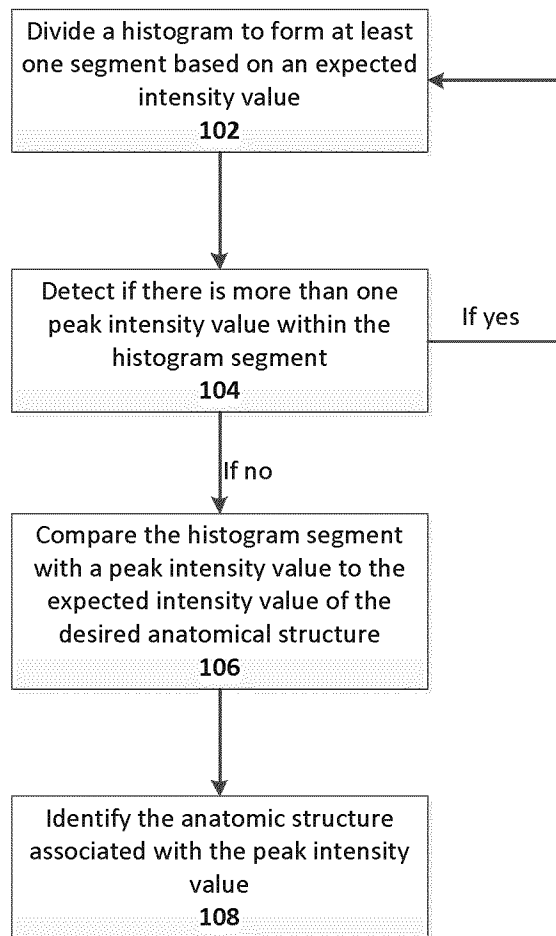 Divide a histogram to form at least
one segment based on an expected
intensity value
102
Detect if there is more than one
peak intensity value within the
histogram segment
104
If yes
If no
Compare the histogram segment
with a peak intensity value to the
expected intensity value of the
desired anatomical structure
106
Identify the anatomic structure
associated with the peak intensity
value
108